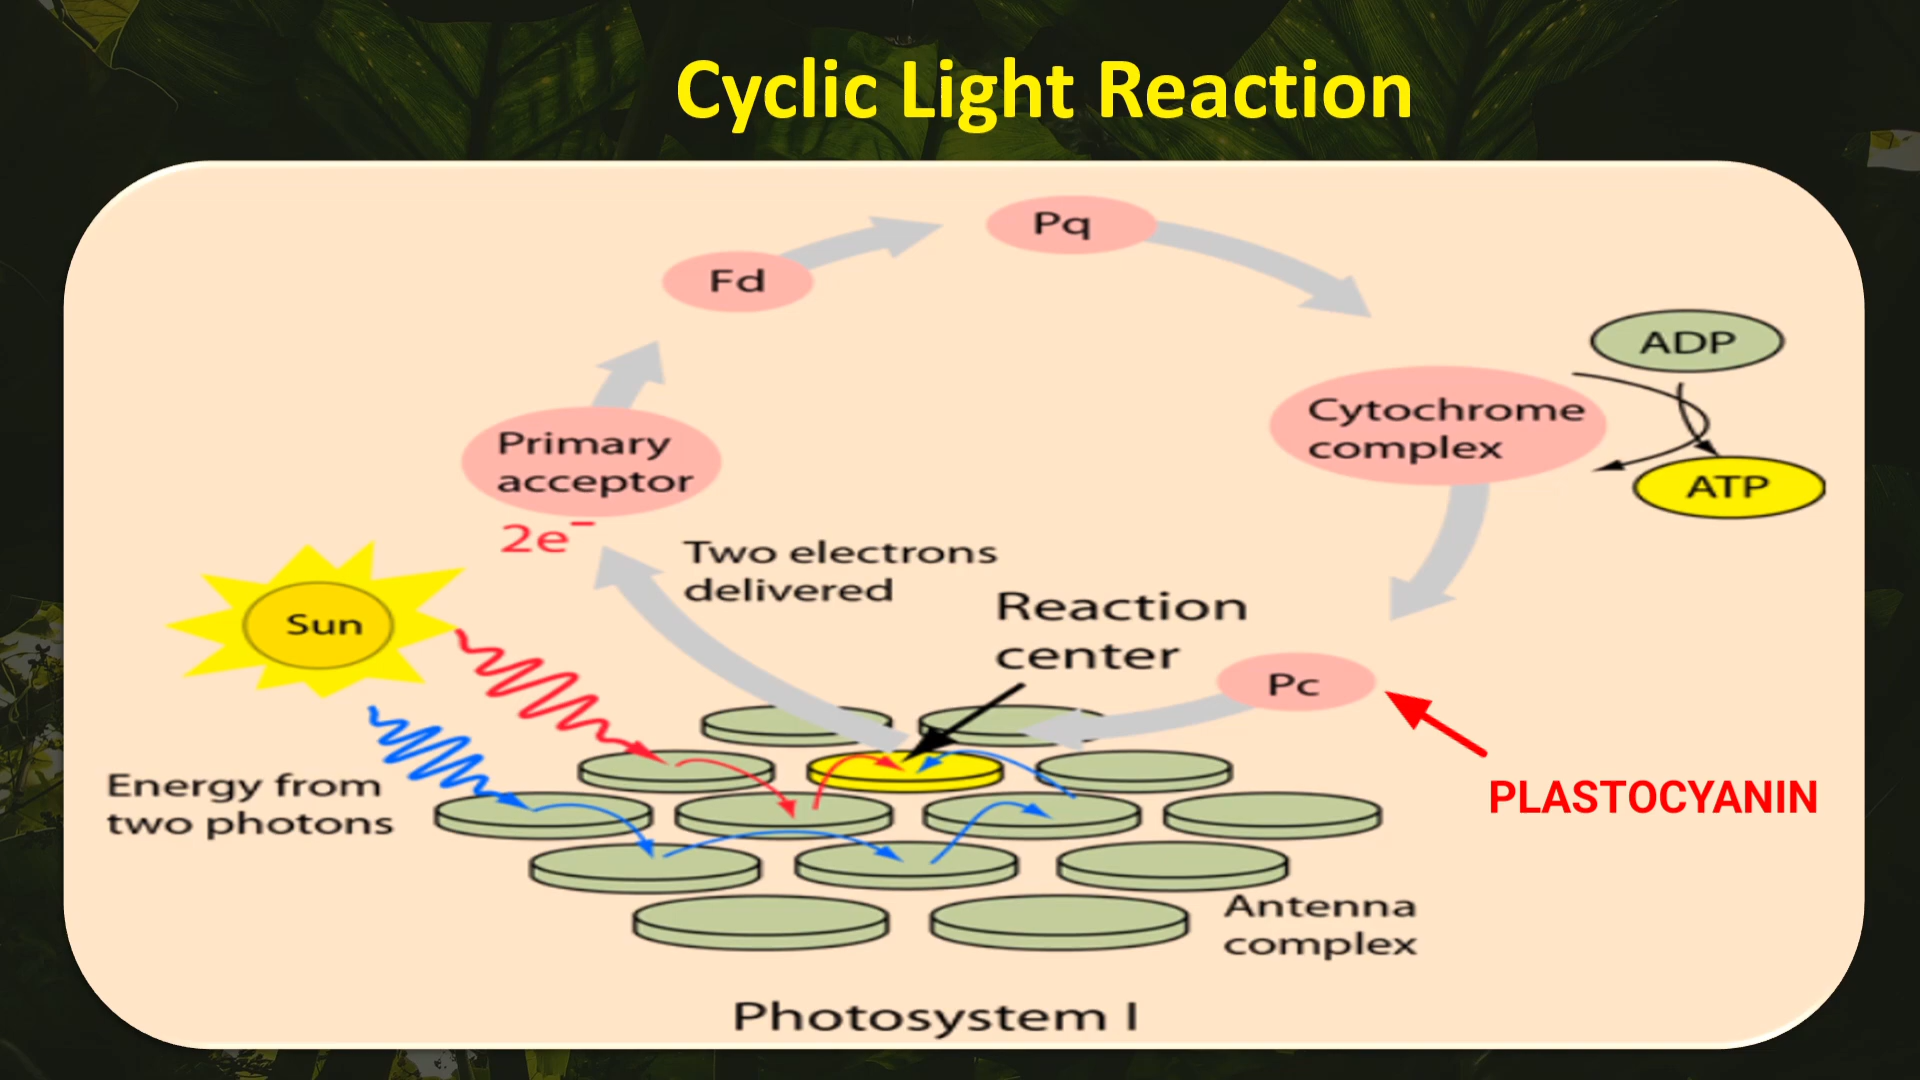 Cyclic Light Reaction
Pq
Fd
ADP
Cytochrome
complex
Primary
acceptor
ATP
2e⁻
Two electrons
delivered
Reaction
center
Sun
Pc
Energy from
two photons
PLASTOCYANIN
Antenna
complex
Photosystem I